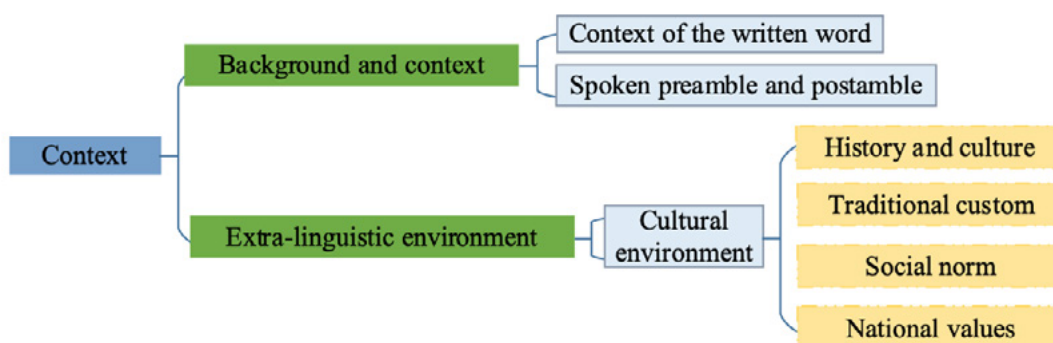 Context
Background and context
Context of the written word
Spoken preamble and postamble
Extra-linguistic environment
Cultural
environment
History and culture
Traditional custom
Social norm
National values